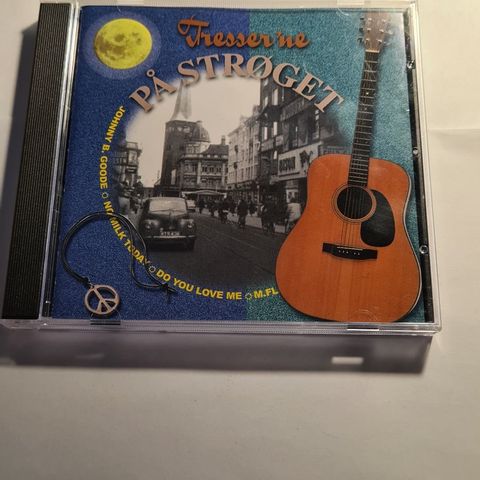 Tresser'ne
PÅ STRØGET
JOHNNY B. GOODE ✩ NO MILK TODAY ✩ DO YOU LOVE ME ✩ M.FL